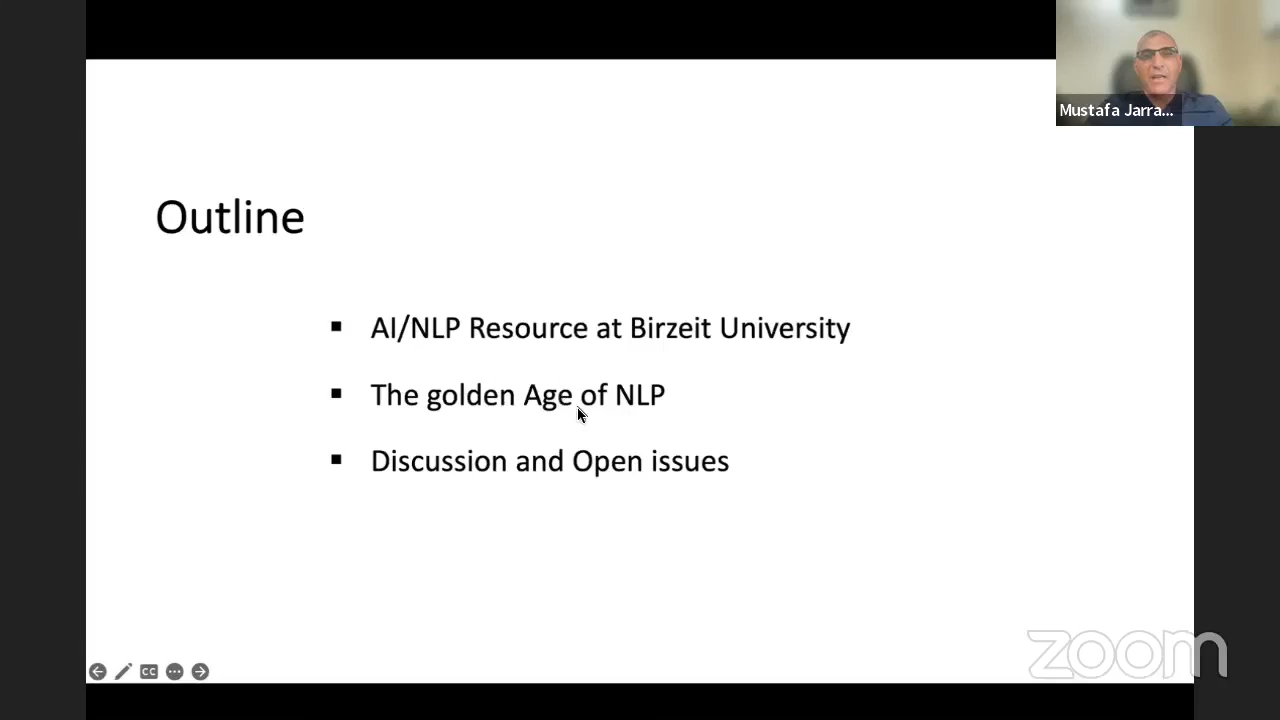 Mustafa Jarra...
Outline
▪ AI/NLP Resource at Birzeit University
▪ The golden Age of NLP
▪ Discussion and Open issues
CC
zoom